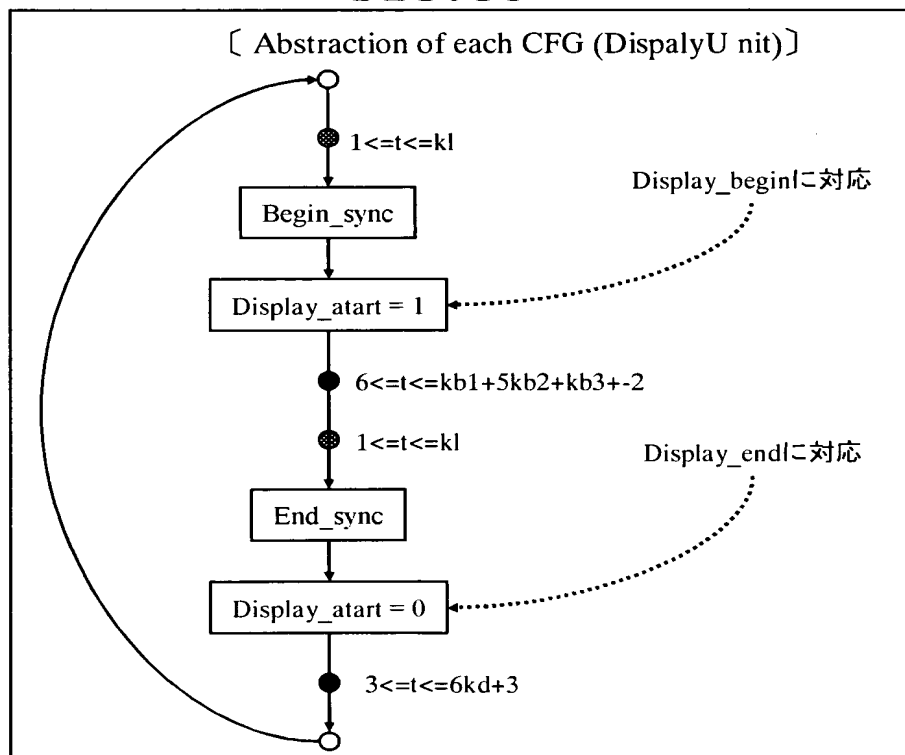 〔 Abstraction of each CFG (DispalyU nit)〕
1<=t<=kl
Display_beginに対応
Begin_sync
Display_atart = 1
6<=t<=kb1+5kb2+kb3+-2
1<=t<=kl
Display_endに対応
End_sync
Display_atart = 0
3<=t<=6kd+3